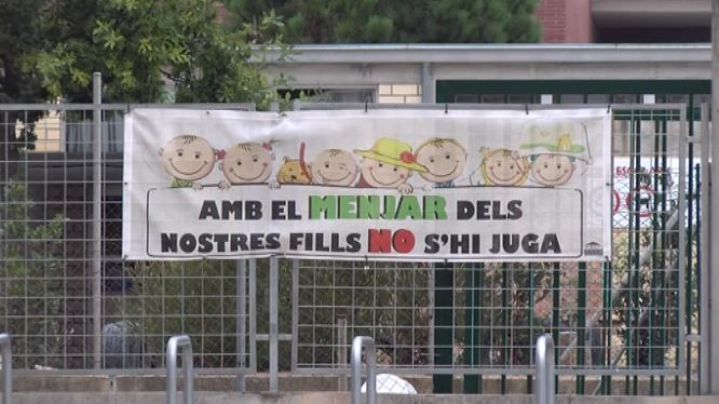 AMB EL MENJAR DELS
NOSTRES FILLS NO S'HI JUGA